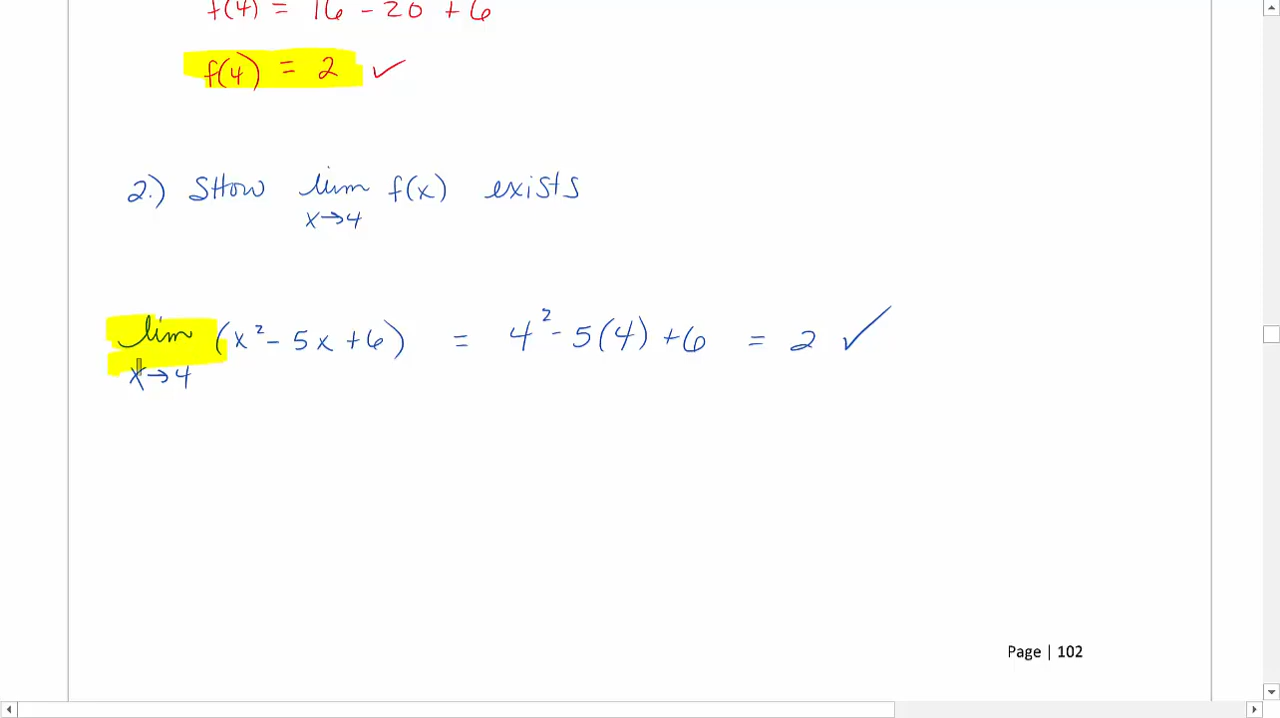 f(4) = 16 - 20 + 6
f(4) = 2 ✓
2.) SHOW lim f(x) exists
x→4
lim (x² - 5x + 6) = 4² - 5(4) + 6 = 2 ✓
x→4
Page | 102